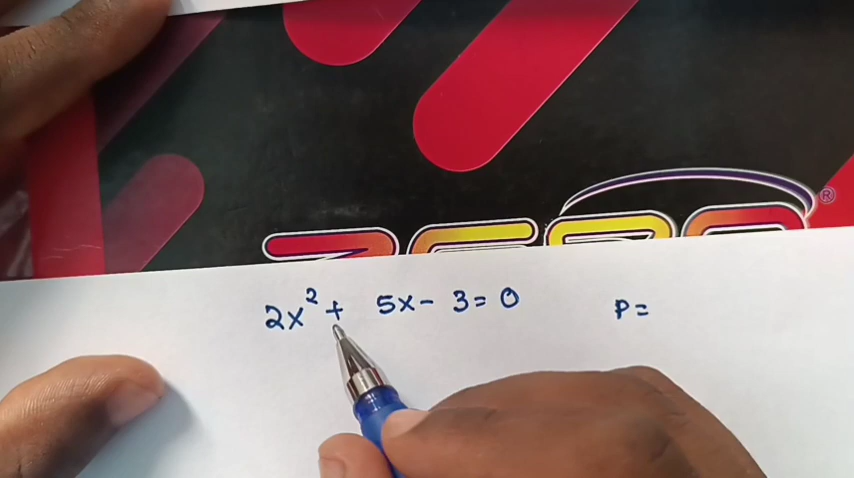 2x² + 5x - 3 = 0 P =
®